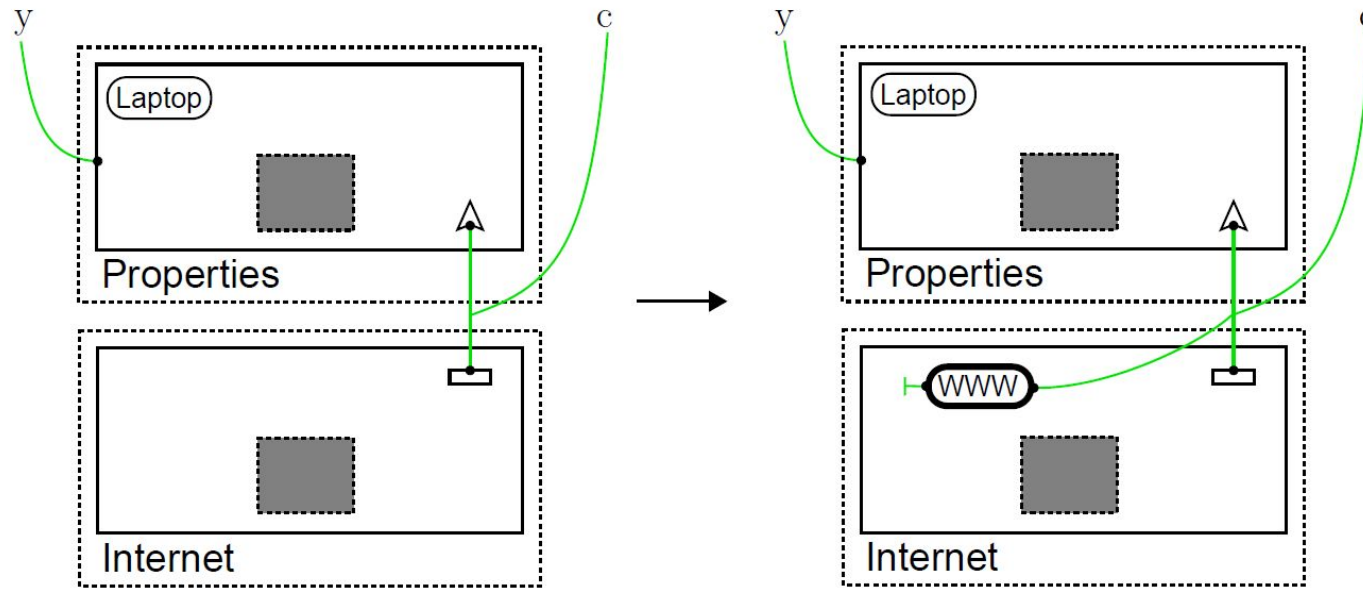 y
c
y
Laptop
Laptop
Properties
Properties
WWW
Internet
Internet